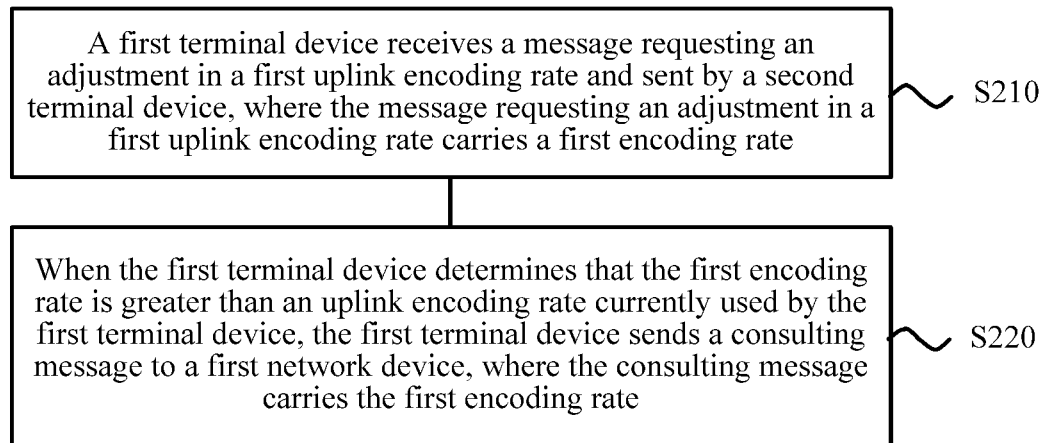 A first terminal device receives a message requesting an
adjustment in a first uplink encoding rate and sent by a second
terminal device, where the message requesting an adjustment in a
first uplink encoding rate carries a first encoding rate
S210
When the first terminal device determines that the first encoding
rate is greater than an uplink encoding rate currently used by the
first terminal device, the first terminal device sends a consulting
message to a first network device, where the consulting message
carries the first encoding rate
S220